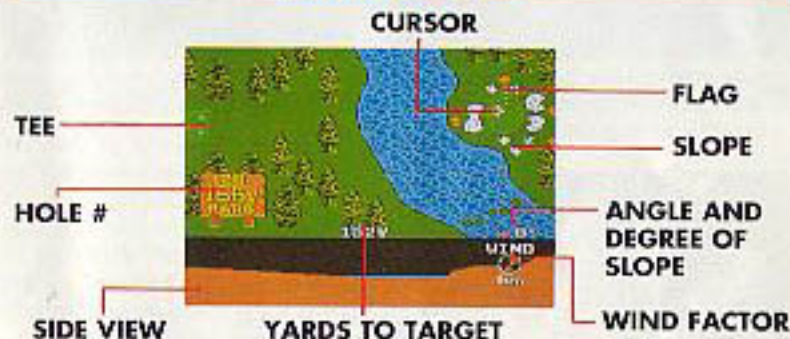 CURSOR
FLAG
TEE
SLOPE
HOLE #
ANGLE AND
DEGREE OF
SLOPE
WIND
SIDE VIEW
YARDS TO TARGET
WIND FACTOR